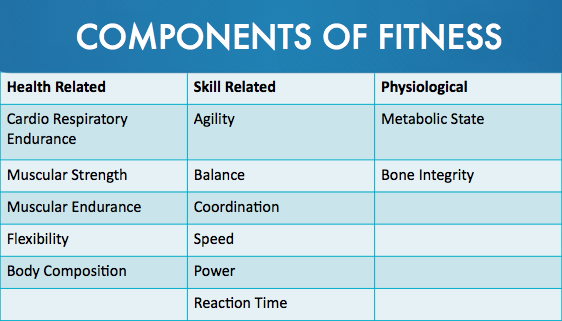 COMPONENTS OF FITNESS
Health Related Skill Related Physiological
Cardio Respiratory Agility Metabolic State
Endurance
Muscular Strength Balance Bone Integrity
Muscular Endurance Coordination
Flexibility Speed
Body Composition Power
Reaction Time